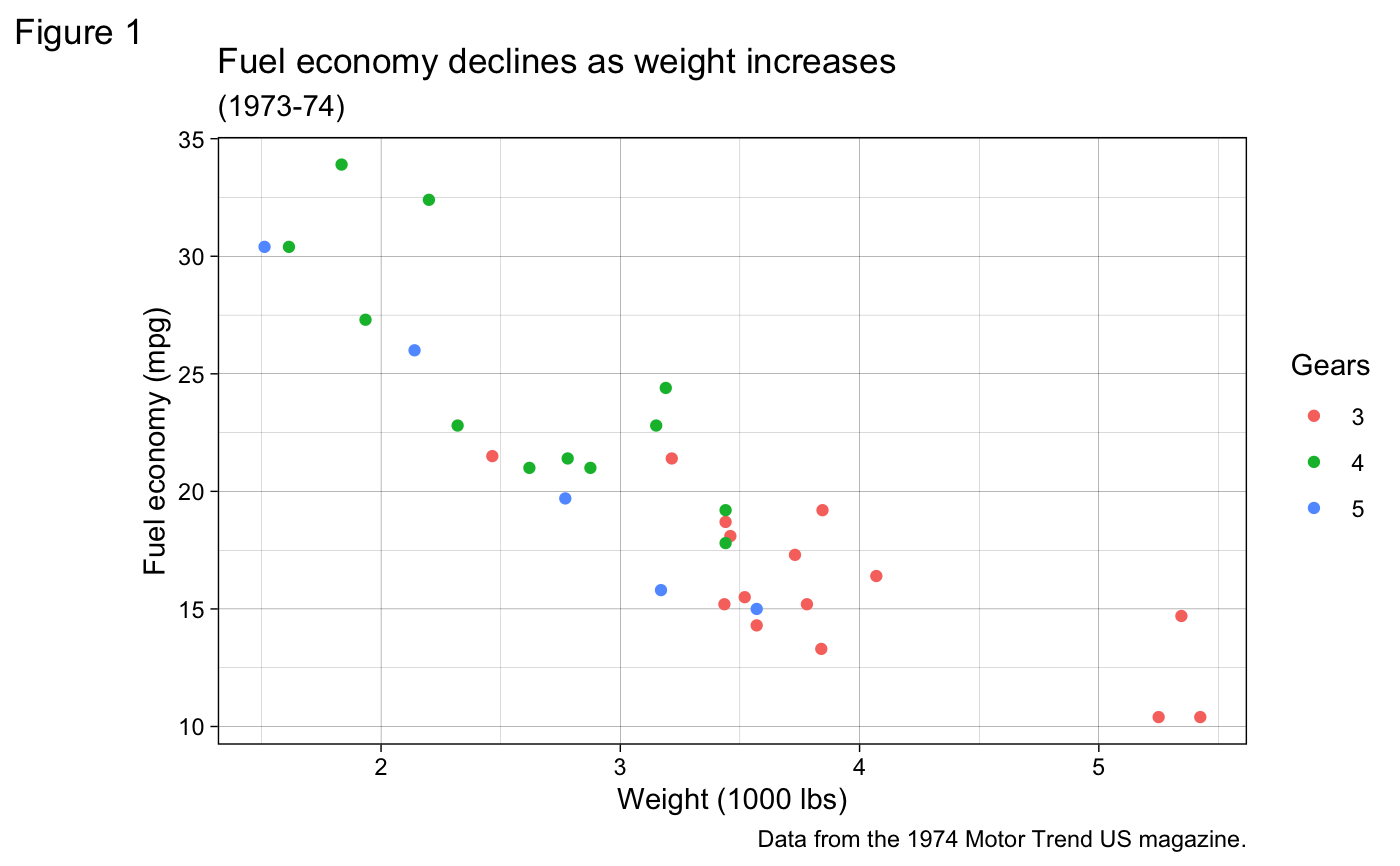 Figure 1
Fuel economy declines as weight increases
(1973-74)
35
30
25
20
15
10
Fuel economy (mpg)
2 3 4 5
Weight (1000 lbs)
Gears
3
4
5
Data from the 1974 Motor Trend US magazine.